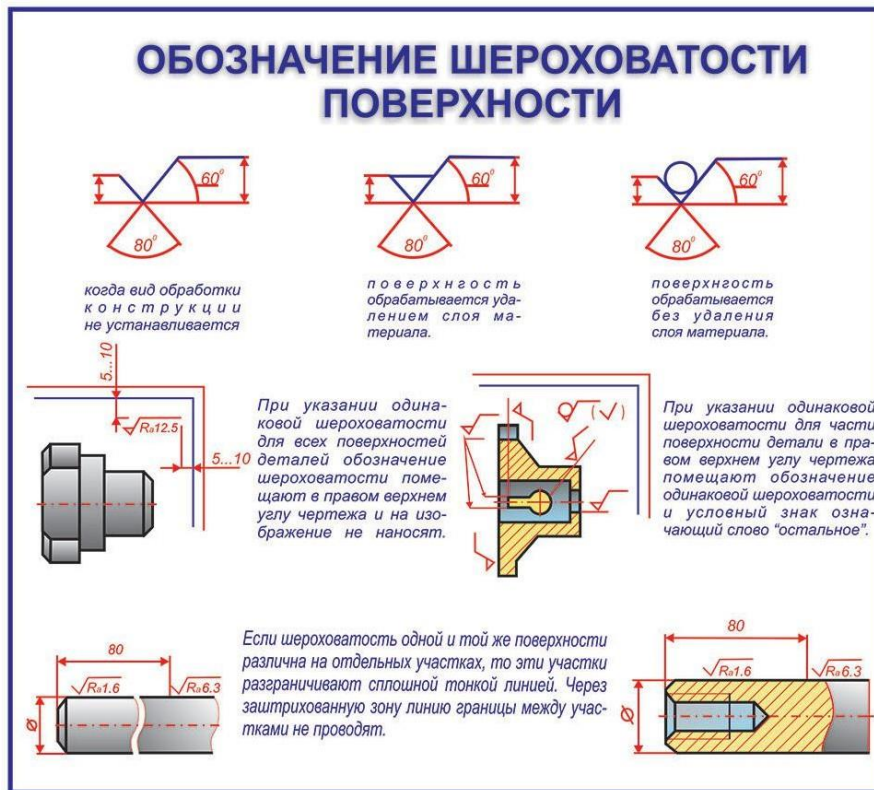 ОБОЗНАЧЕНИЕ ШЕРОХОВАТОСТИ
ПОВЕРХНОСТИ
60°
80°
60°
80°
60°
80°
когда вид обработки
конструкции
не устанавливается
поверхнгость
обрабатывается уда-
лением слоя ма-
териала.
поверхнгость
обрабатывается
без удаления
слоя материала.
5...10
Ra12.5
5...10
При указании одина-
ковой шероховатости
для всех поверхностей
деталей обозначение
шероховатости поме-
щают в правом верхнем
углу чертежа и на изо-
бражение не наносят.
(√)
При указании одинаковой
шероховатости для части
поверхности детали в пра-
вом верхнем углу чертежа
помещают обозначение
одинаковой шероховатости
и условный знак озна-
чающий слово “остальное”.
80
Ra1.6
Ra6.3
Ø
Если шероховатость одной и той же поверхности
различна на отдельных участках, то эти участки
разграничивают сплошной тонкой линией. Через
заштрихованную зону линию границы между учас-
тками не проводят.
80
Ra1.6
Ra6.3
Ø